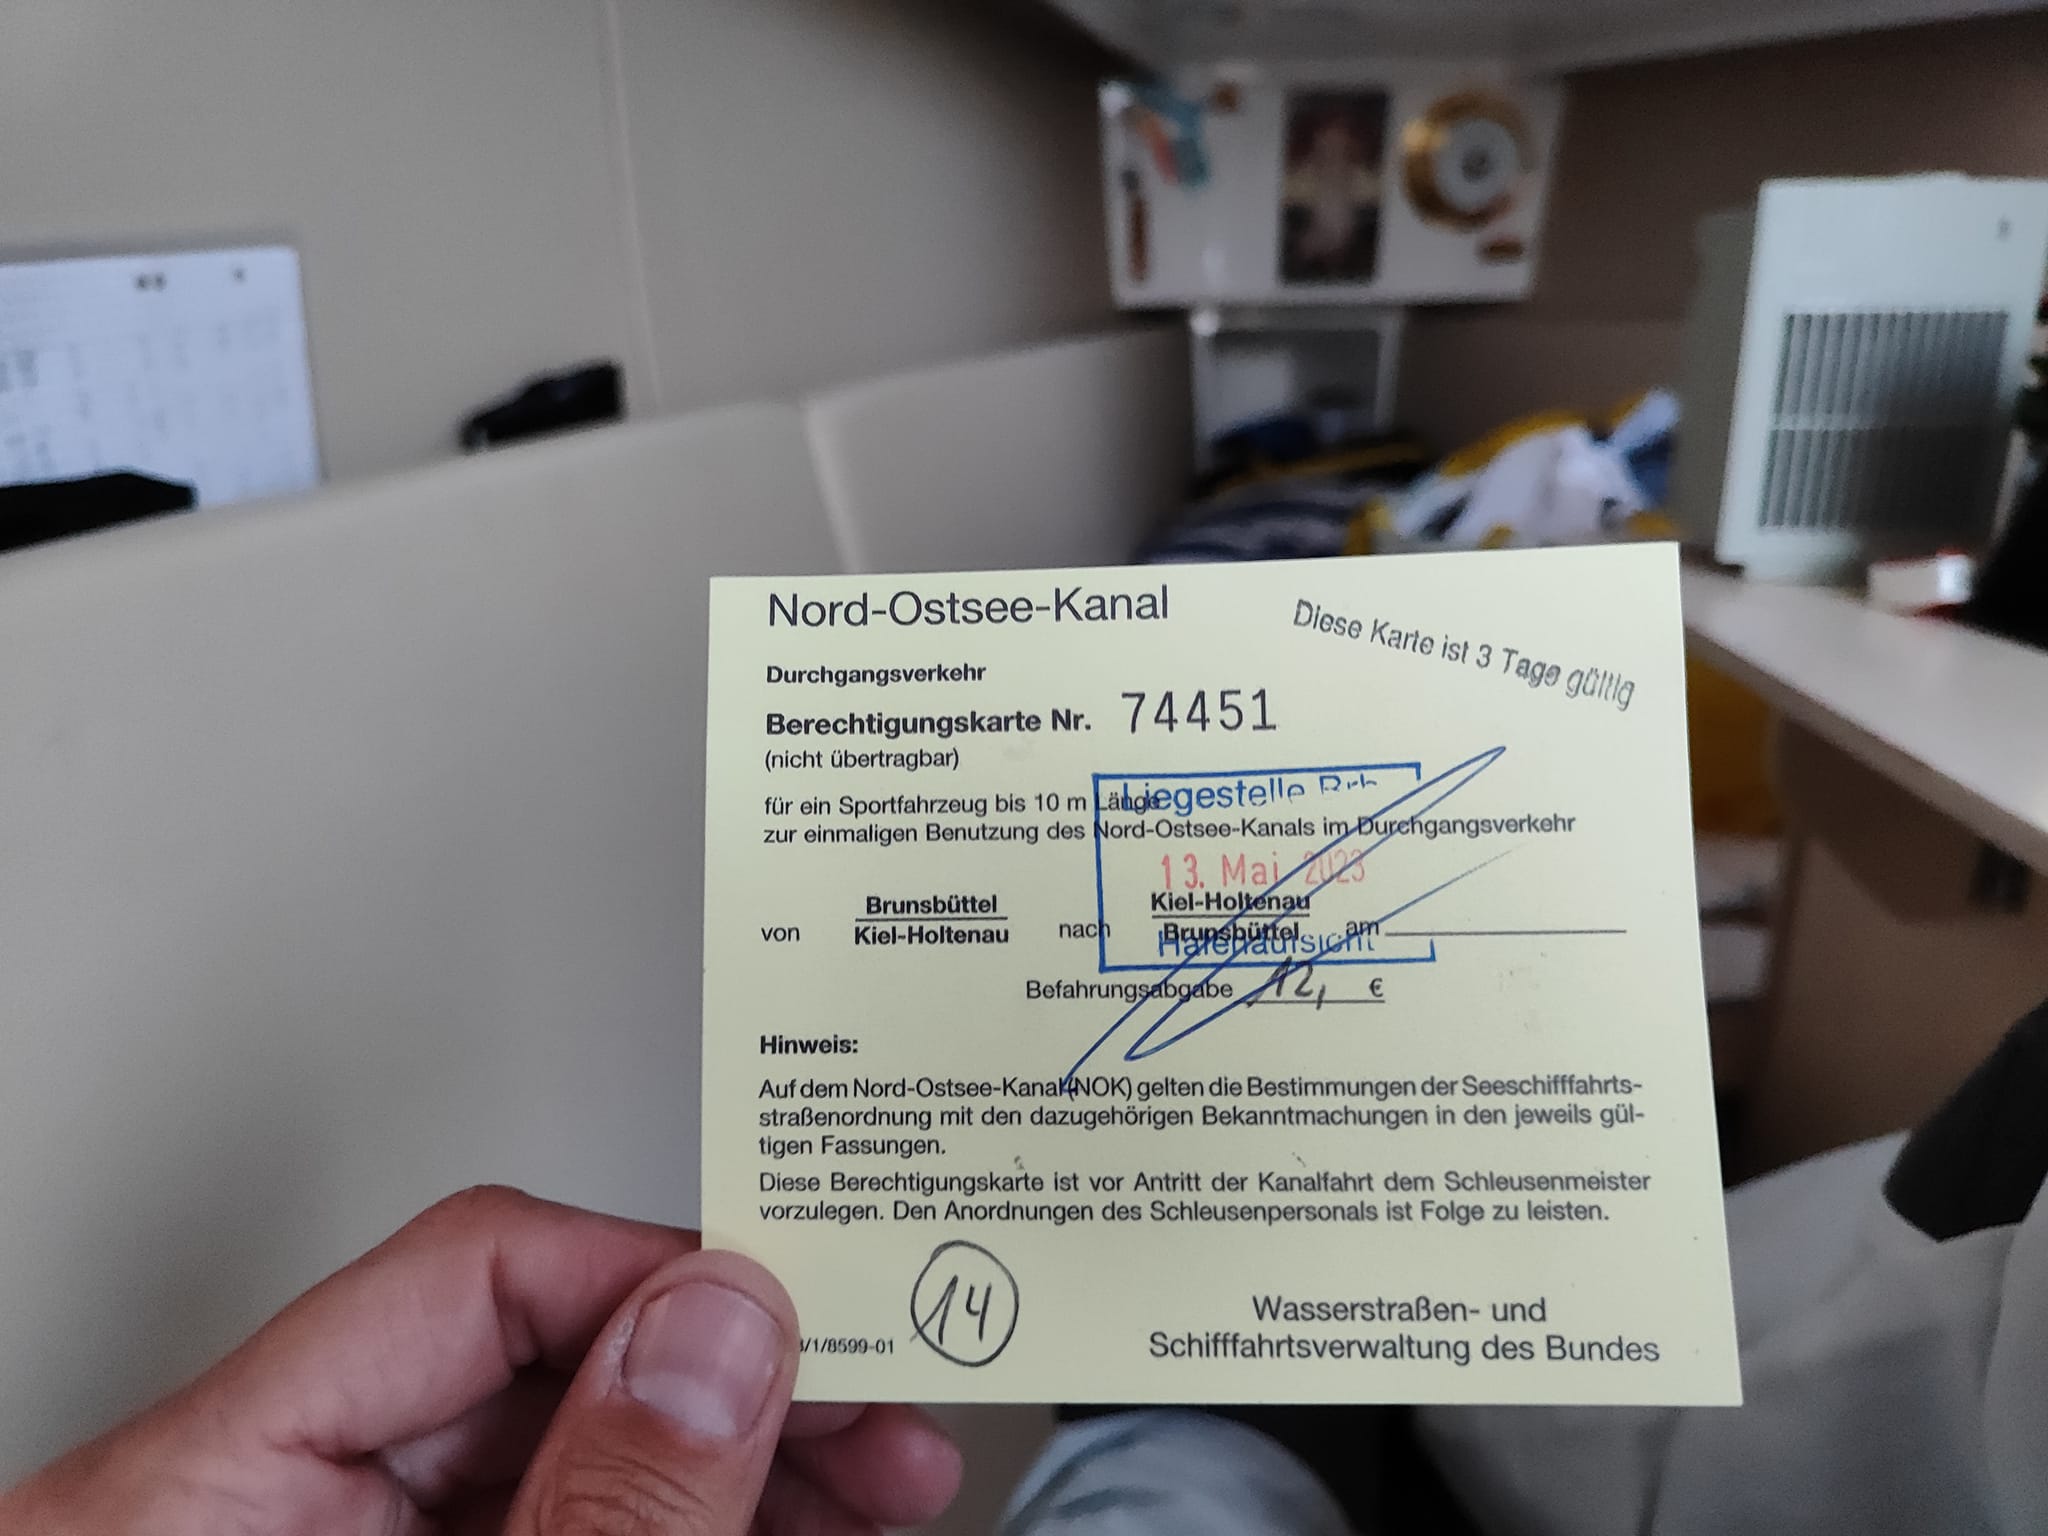 Nord-Ostsee-Kanal
Diese Karte ist 3 Tage gültig
Durchgangsverkehr
Berechtigungskarte Nr. 74451
(nicht übertragbar)
für ein Sportfahrzeug bis 10 m Länge
Liegestelle
zur einmaligen Benutzung des Nord-Ostsee-Kanals im Durchgangsverkehr
13. Mai 2023
Brunsbüttel Kiel-Holtenau
von Kiel-Holtenau nach Brunsbüttel am
Hafenaufsicht
Befahrungsabgabe 12, €
Hinweis:
Auf dem Nord-Ostsee-Kanal (NOK) gelten die Bestimmungen der Seeschifffahrts-
straßenordnung mit den dazugehörigen Bekanntmachungen in den jeweils gül-
tigen Fassungen.
Diese Berechtigungskarte ist vor Antritt der Kanalfahrt dem Schleusenmeister
vorzulegen. Den Anordnungen des Schleusenpersonals ist Folge zu leisten.
14
/1/8599-01
Wasserstraßen- und
Schifffahrtsverwaltung des Bundes